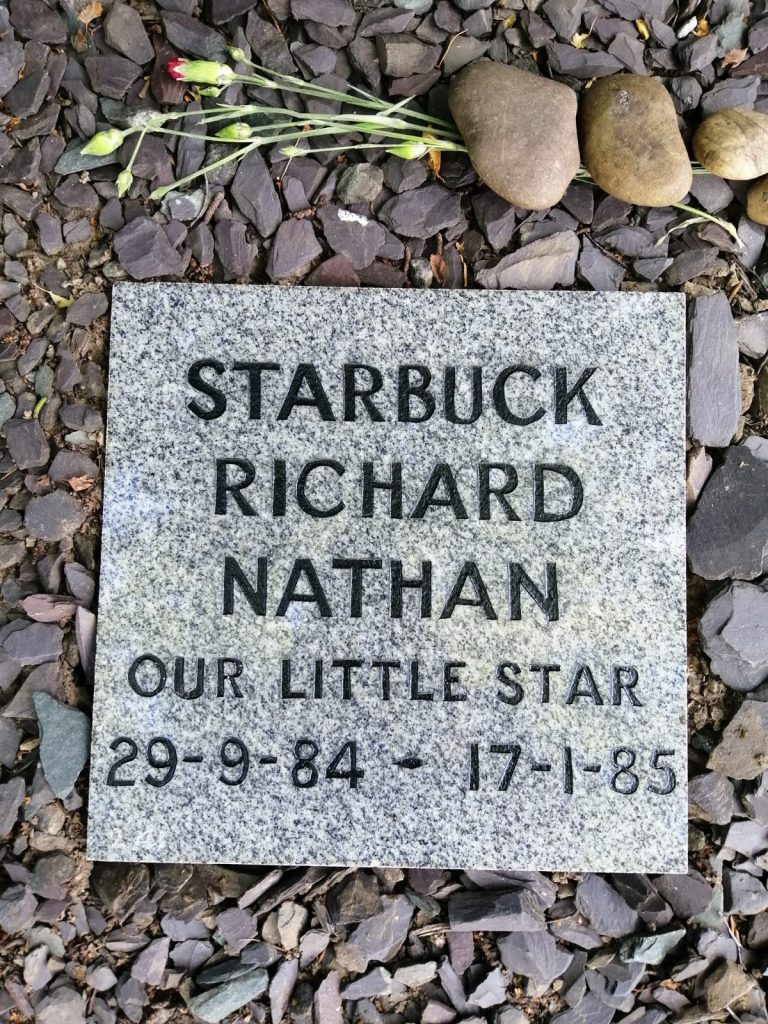 STARBUCK
RICHARD
NATHAN
OUR LITTLE STAR
29-9-84 - 17-1-85